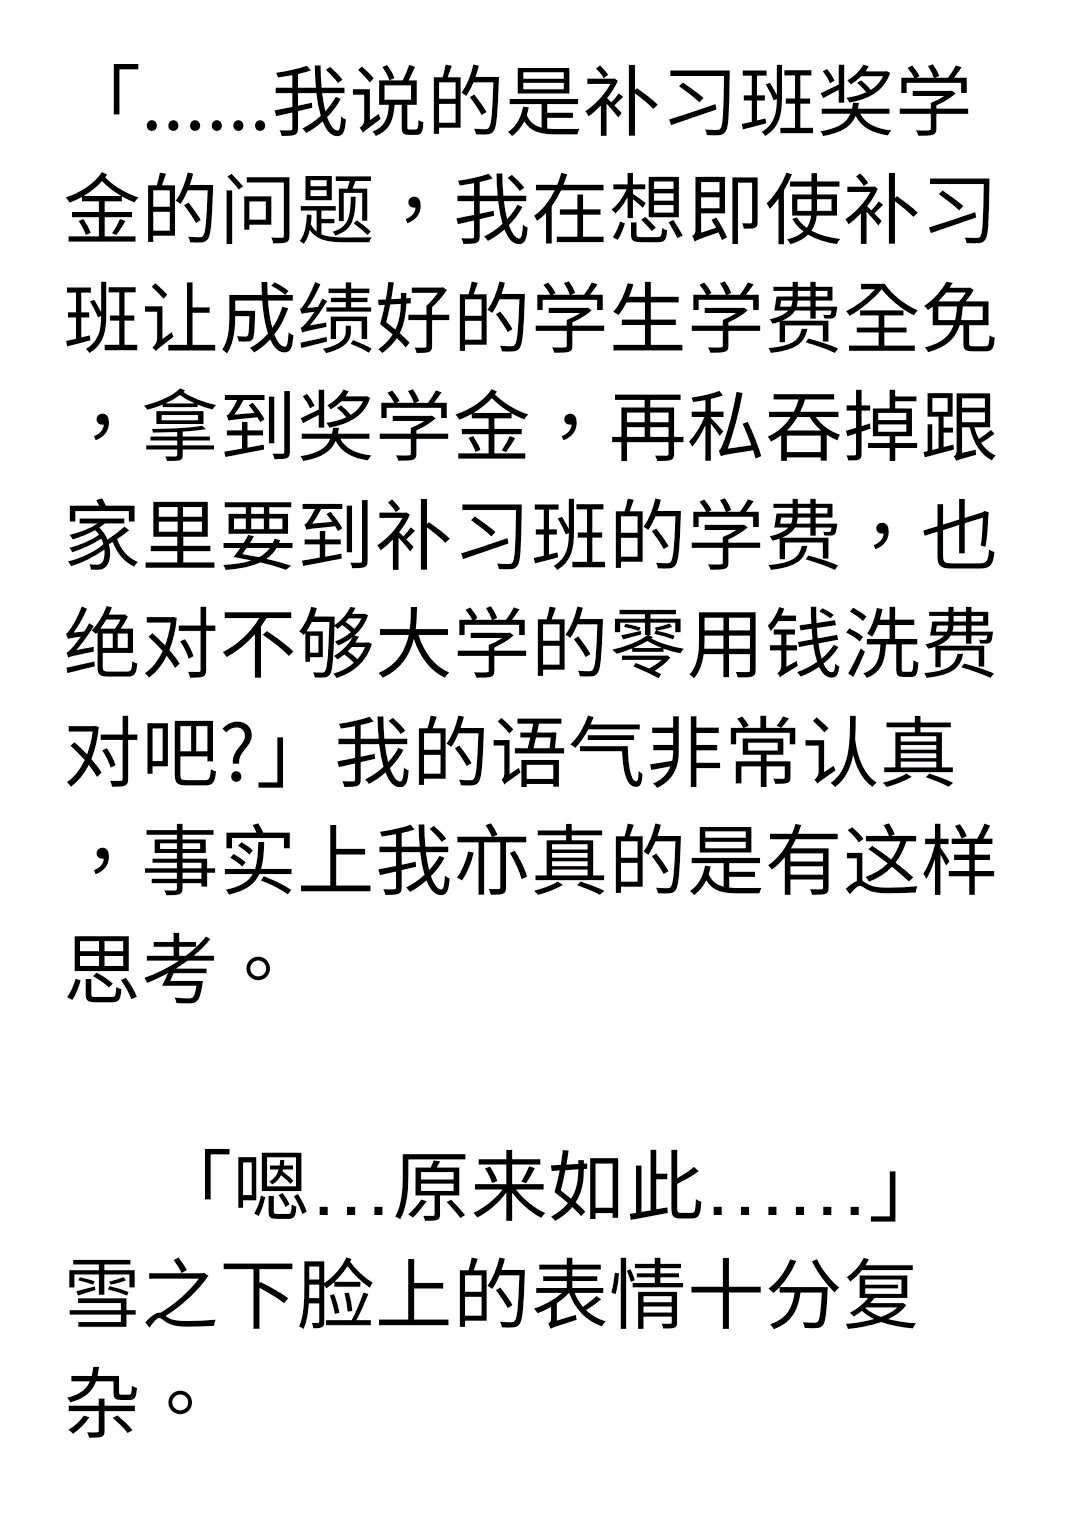 「......我说的是补习班奖学
金的问题，我在想即使补习
班让成绩好的学生学费全免
，拿到奖学金，再私吞掉跟
家里要到补习班的学费，也
绝对不够大学的零用钱洗费
对吧?」我的语气非常认真
，事实上我亦真的是有这样
思考。
「嗯…原来如此……」
雪之下脸上的表情十分复
杂。